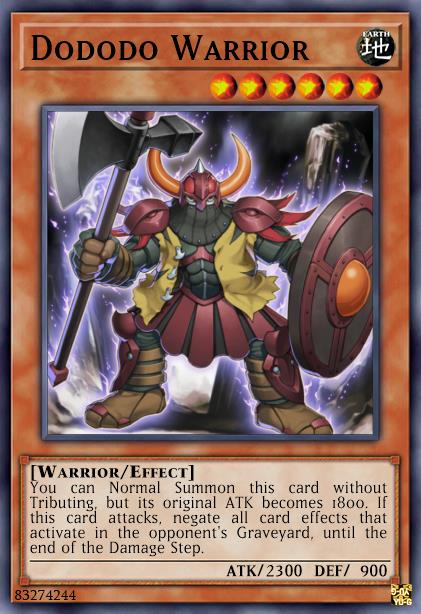 DODODO WARRIOR
EARTH
地
[WARRIOR/EFFECT]
You can Normal Summon this card without
Tributing, but its original ATK becomes 1800. If
this card attacks, negate all card effects that
activate in the opponent's Graveyard, until the
end of the Damage Step.
ATK/2300 DEF/ 900
83274244